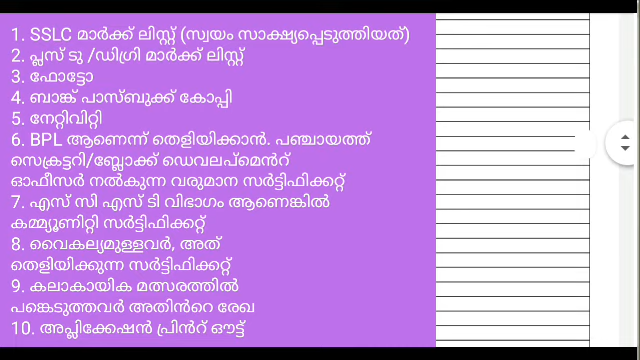 1. SSLC മാർക്ക് ലിസ്റ്റ് (സ്വയം സാക്ഷ്യപ്പെടുത്തിയത്)
2. പ്ലസ് ടു /ഡിഗ്രി മാർക്ക് ലിസ്റ്റ്
3. ഫോട്ടോ
4. ബാങ്ക് പാസ്ബുക്ക് കോപ്പി
5. നേറ്റിവിറ്റി
6. BPL ആണെന്ന് തെളിയിക്കാൻ. പഞ്ചായത്ത്
സെക്രട്ടറി/ബ്ലോക്ക് ഡെവലപ്മെൻറ്
ഓഫീസർ നൽകുന്ന വരുമാന സർട്ടിഫിക്കറ്റ്
7. എസ് സി എസ് ടി വിഭാഗം ആണെങ്കിൽ
കമ്മ്യൂണിറ്റി സർട്ടിഫിക്കറ്റ്
8. വൈകല്യമുള്ളവർ, അത്
തെളിയിക്കുന്ന സർട്ടിഫിക്കറ്റ്
9. കലാകായിക മത്സരത്തിൽ
പങ്കെടുത്തവർ അതിൻറെ രേഖ
10. അപ്ലിക്കേഷൻ പ്രിൻറ് ഔട്ട്